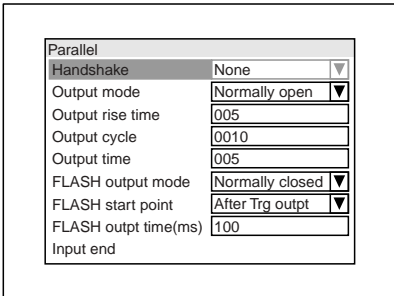 Parallel
Handshake None
Output mode Normally open
Output rise time 005
Output cycle 0010
Output time 005
FLASH output mode Normally closed
FLASH start point After Trg outpt
FLASH outpt time(ms) 100
Input end